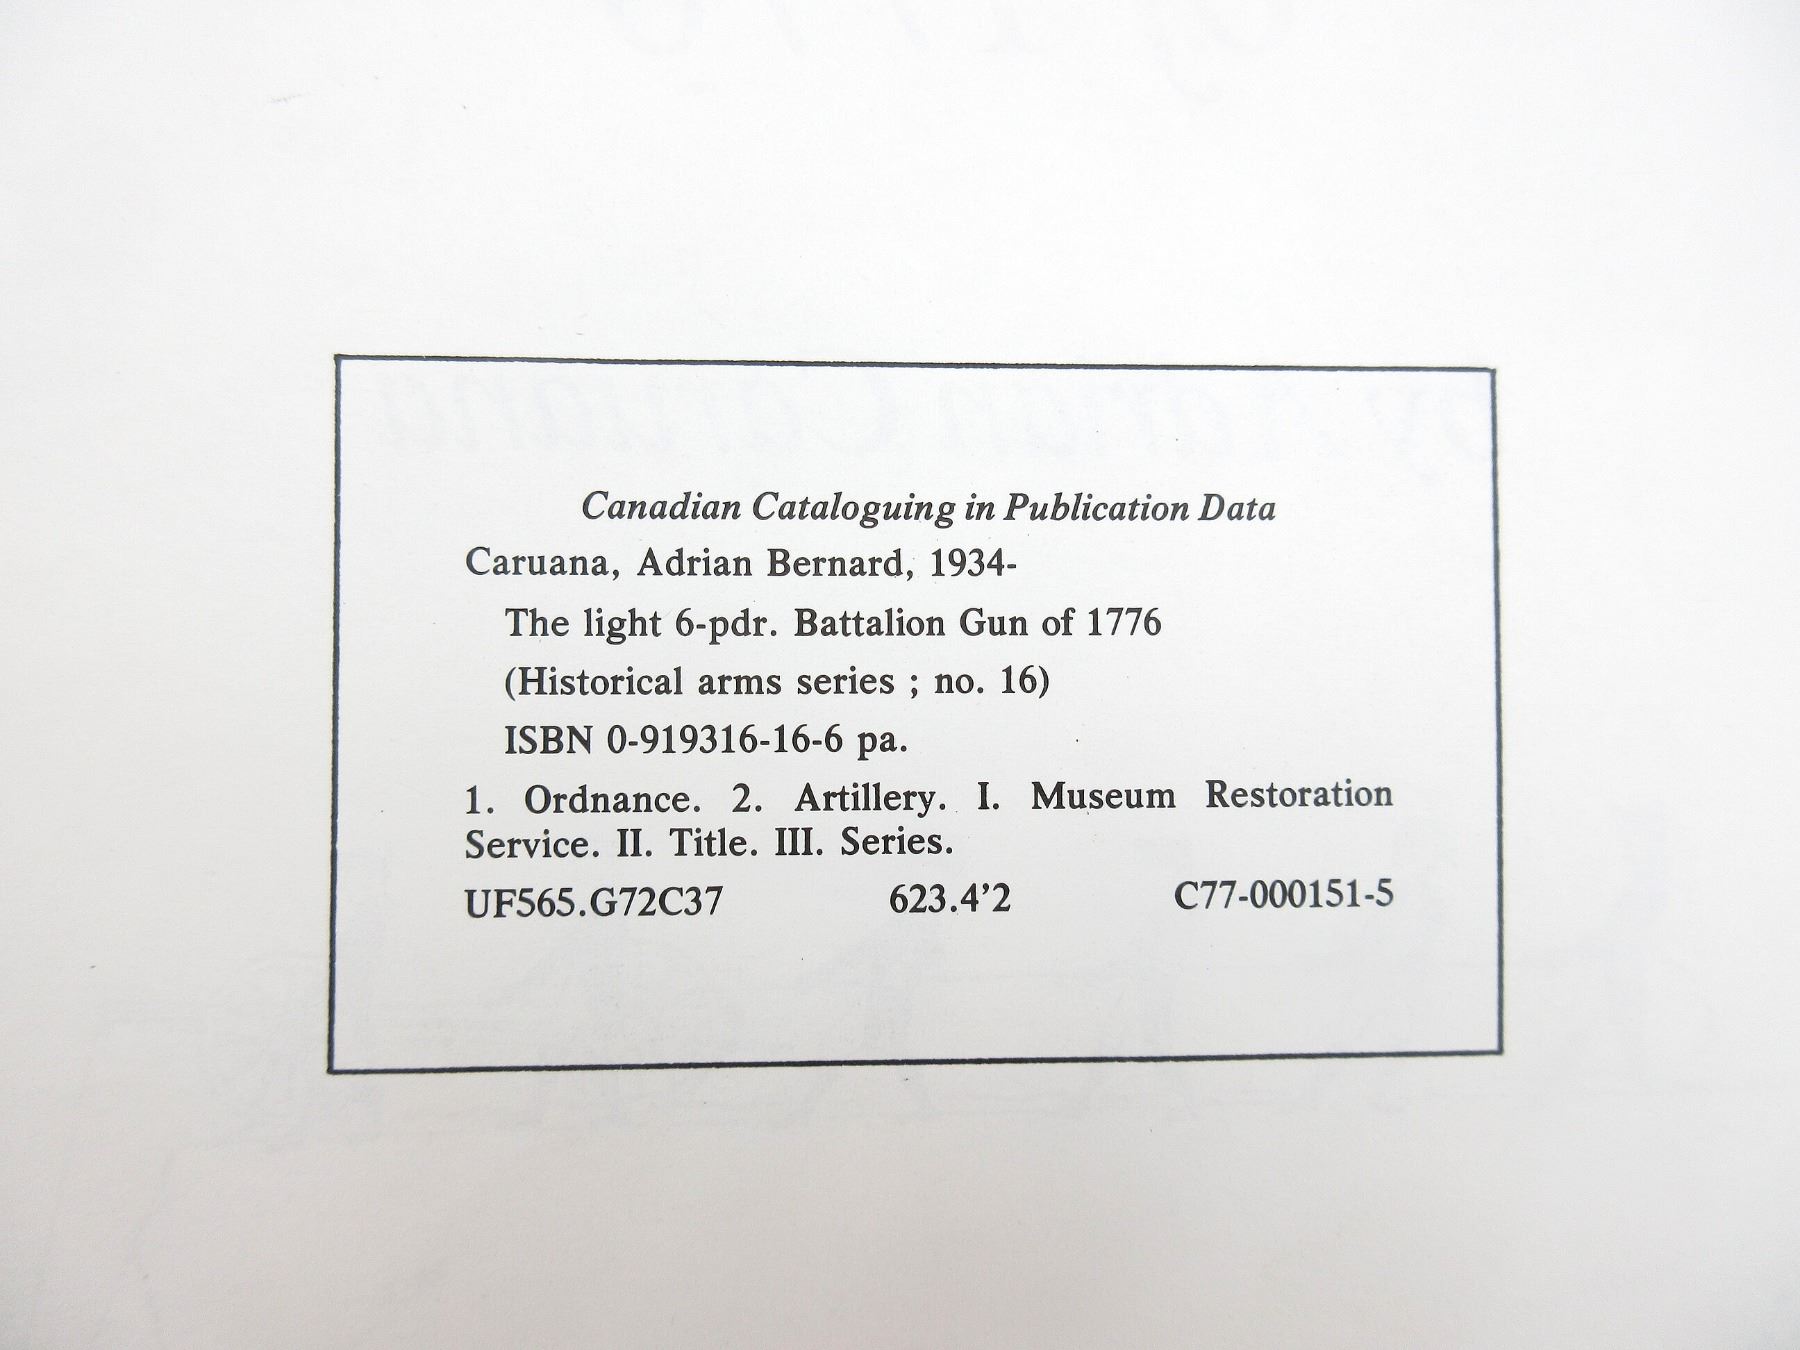 Canadian Cataloguing in Publication Data
Caruana, Adrian Bernard, 1934-
The light 6-pdr. Battalion Gun of 1776
(Historical arms series ; no. 16)
ISBN 0-919316-16-6 pa.
1. Ordnance. 2. Artillery. I. Museum Restoration
Service. II. Title. III. Series.
UF565.G72C37 623.4'2 C77-000151-5